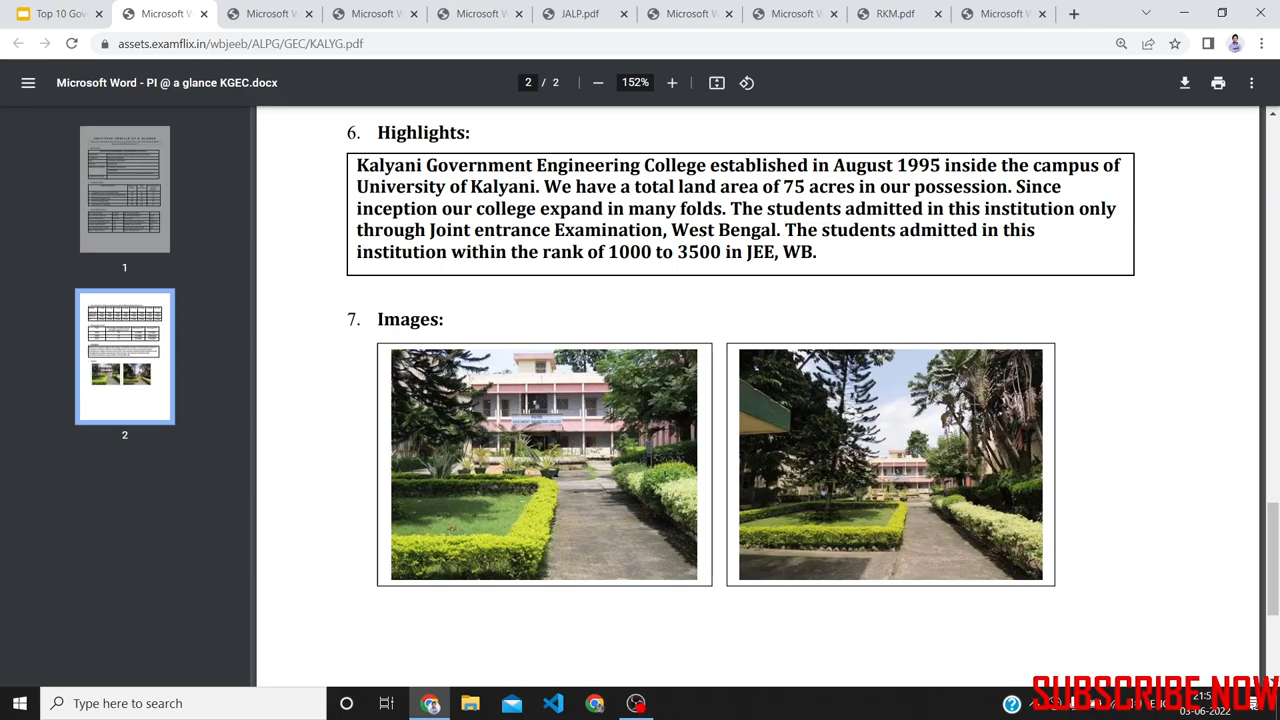 Top 10 Gove
Microsoft W
Microsoft W
Microsoft W
Microsoft W
JALP.pdf
Microsoft W
Microsoft W
RKM.pdf
Microsoft W
assets.examflix.in/wbjeeb/ALPG/GEC/KALYG.pdf
Microsoft Word - PI @ a glance KGEC.docx
2 / 2
152%
1
2
6. Highlights:
Kalyani Government Engineering College established in August 1995 inside the campus of
University of Kalyani. We have a total land area of 75 acres in our possession. Since
inception our college expand in many folds. The students admitted in this institution only
through Joint entrance Examination, West Bengal. The students admitted in this
institution within the rank of 1000 to 3500 in JEE, WB.
7. Images:
Type here to search
SUBSCRIBE NOW
03-06-2022